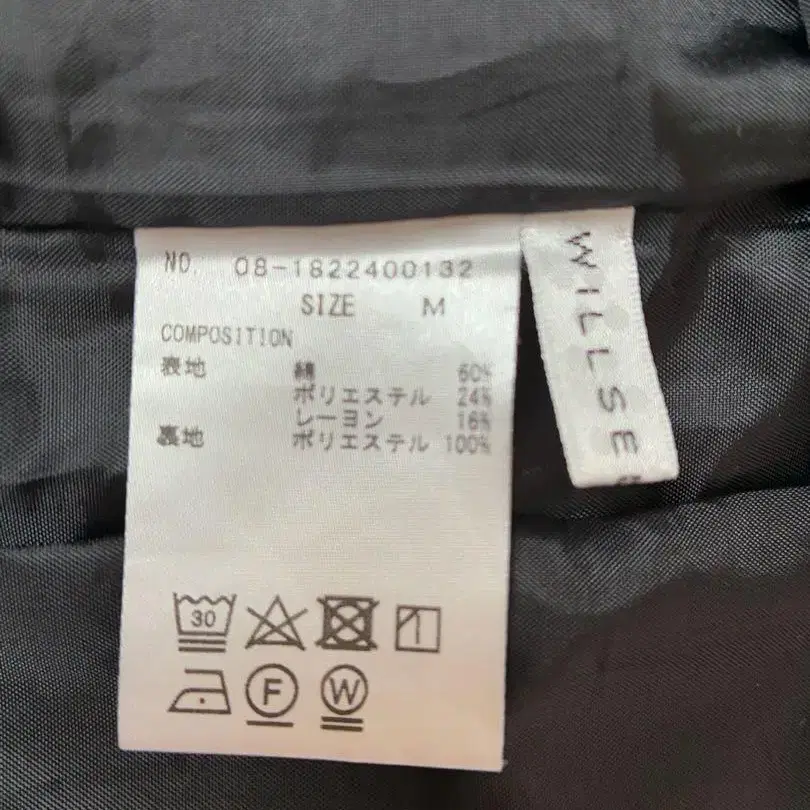 NO. 08-1822400132
SIZE M
COMPOSITION
表地 綿 60%
ポリエステル 24%
レーヨン 16%
裏地 ポリエステル 100%
30
F W
WILLSE